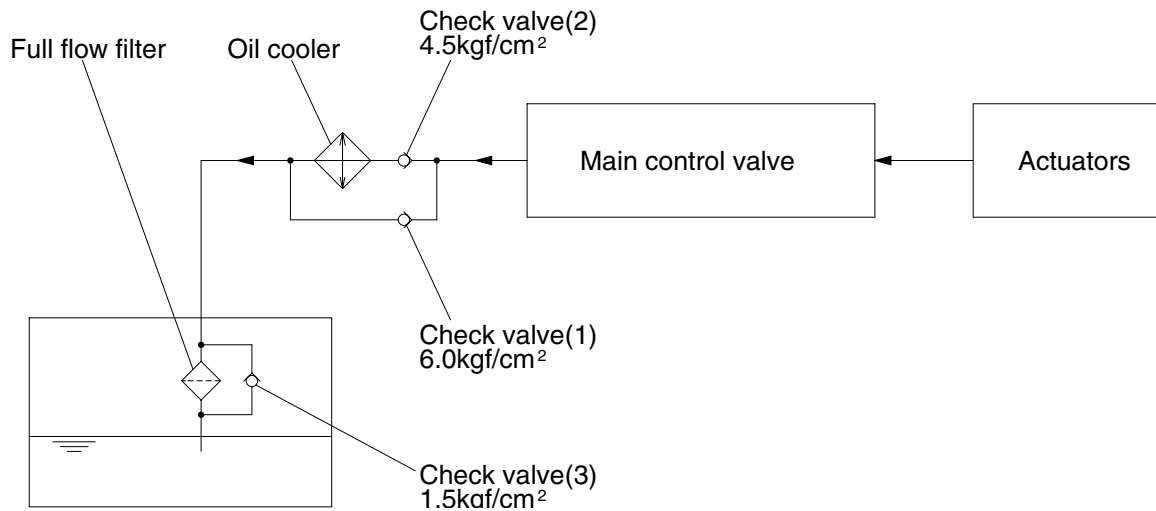 Check valve(2)
4.5kgf/cm²
Full flow filter
Oil cooler
Main control valve
Actuators
Check valve(1)
6.0kgf/cm²
Check valve(3)
1.5kgf/cm²